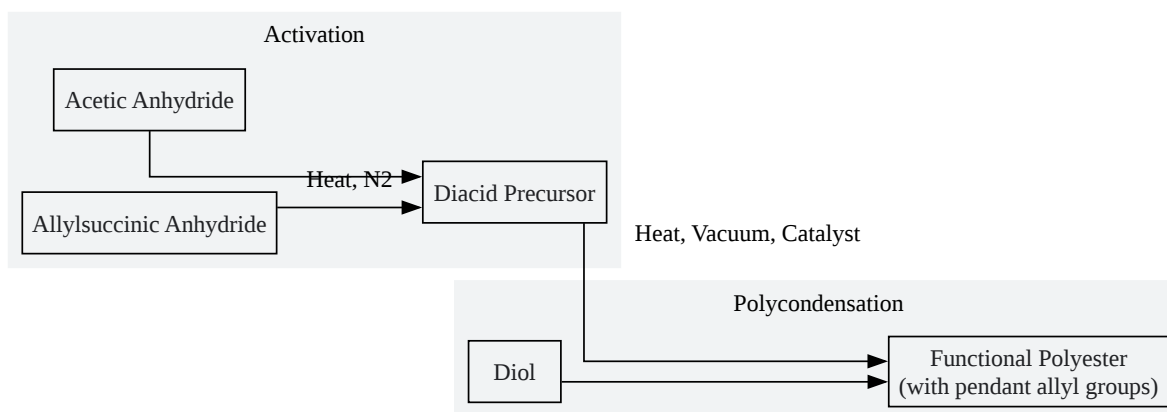 Activation
Acetic Anhydride
Heat, N2
Diacid Precursor
Allylsuccinic Anhydride
Heat, Vacuum, Catalyst
Polycondensation
Diol
Functional Polyester
(with pendant allyl groups)